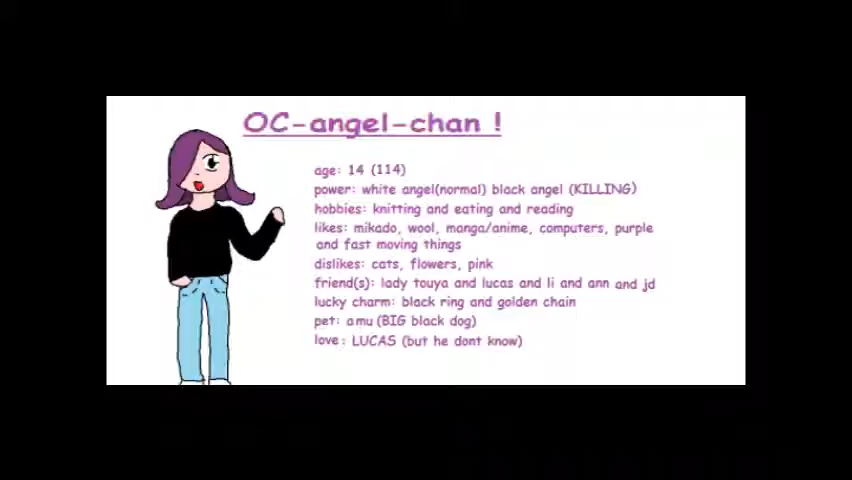 OC-angel-chan !
age: 14 (114)
power: white angel(normal) black angel (KILLING)
hobbies: knitting and eating and reading
likes: mikado, wool, manga/anime, computers, purple
and fast moving things
dislikes: cats, flowers, pink
friend(s): lady touya and lucas and li and ann and jd
lucky charm: black ring and golden chain
pet: amu (BIG black dog)
love: LUCAS (but he dont know)